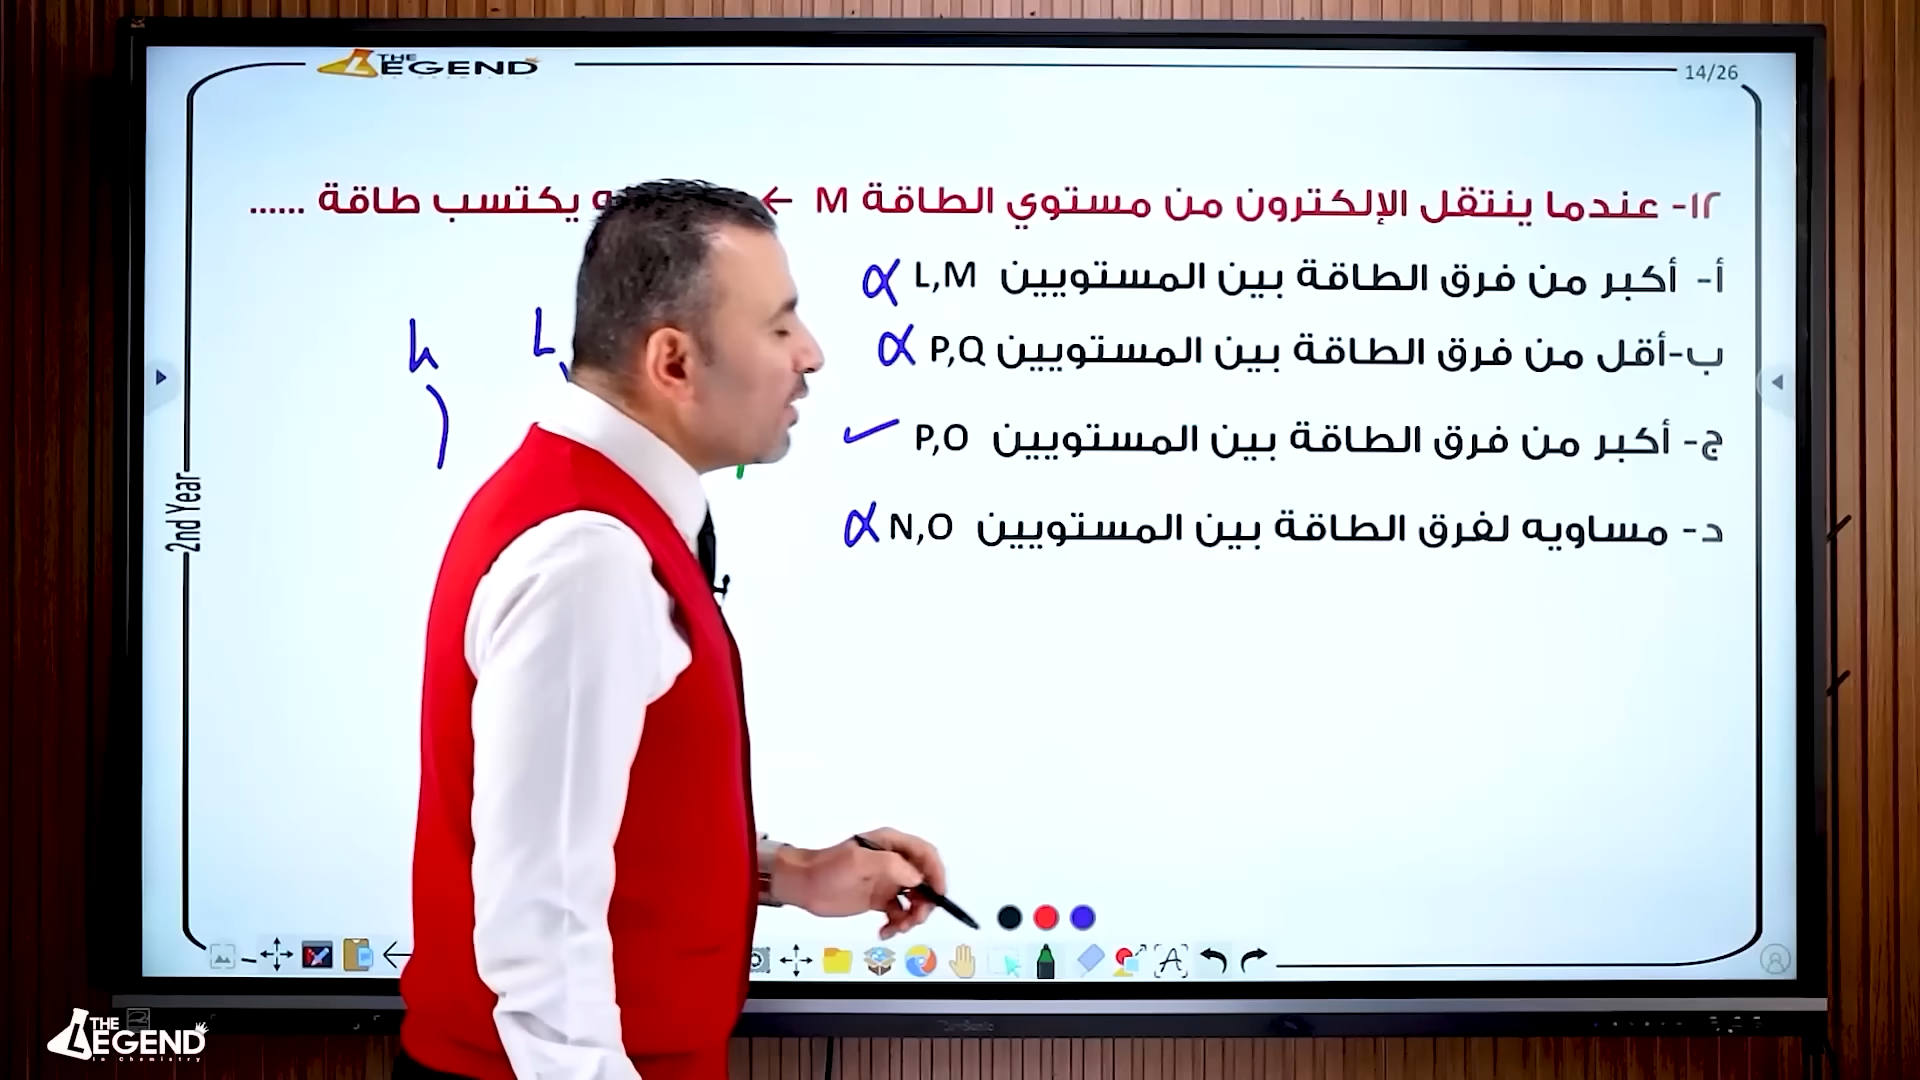 THE LEGEND
14/26
١٢- عندما ينتقل الإلكترون من مستوي الطاقة M ← يكتسب طاقة ......
أ- أكبر من فرق الطاقة بين المستويين L,M
ب-أقل من فرق الطاقة بين المستويين P,Q
ج- أكبر من فرق الطاقة بين المستويين P,O
د- مساويه لفرق الطاقة بين المستويين N,O
L
2nd Year
THE LEGEND
In Chemistry